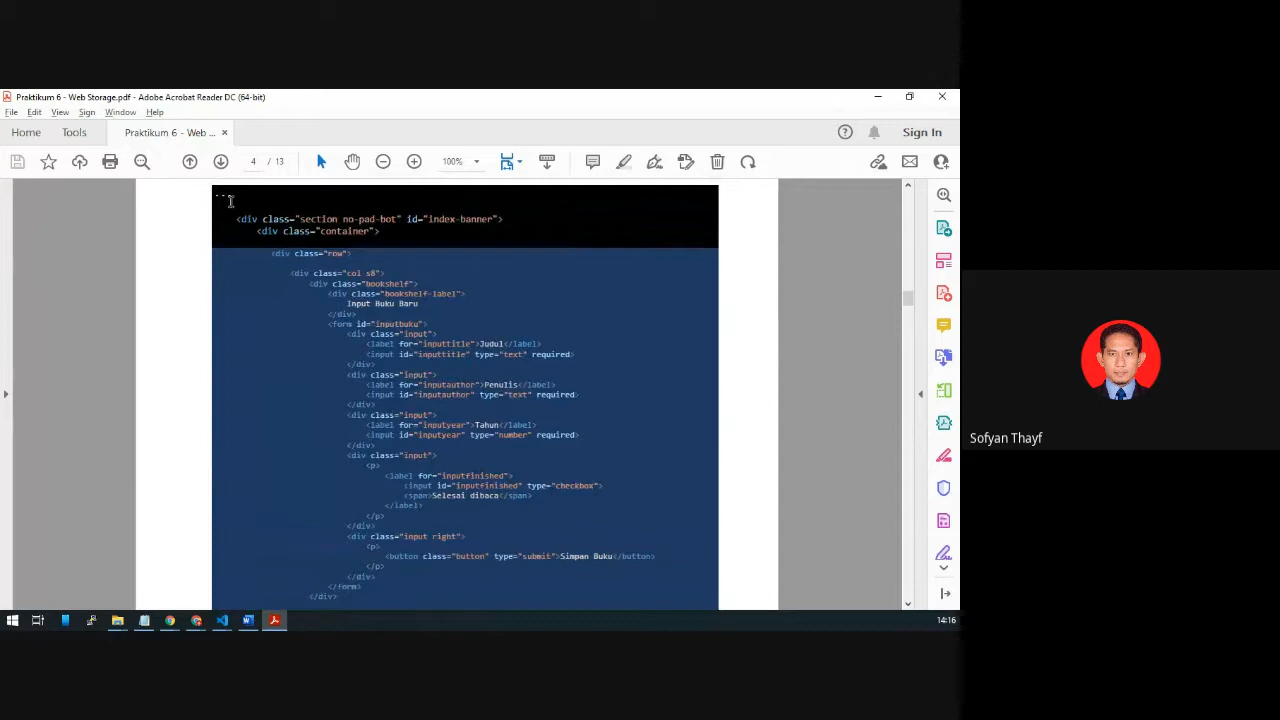 Praktikum 6 - Web Storage.pdf - Adobe Acrobat Reader DC (64-bit)
File Edit View Sign Window Help
Home Tools Praktikum 6 - Web ... × Sign In
4 / 13 100%
...
<div class="section no-pad-bot" id="index-banner">
<div class="container">
<div class="row">
<div class="col s8">
<div class="bookshelf">
<div class="bookshelf-label">
Input Buku Baru
</div>
<form id="inputbuku">
<div class="input">
<label for="inputtitle">Judul</label>
<input id="inputtitle" type="text" required>
</div>
<div class="input">
<label for="inputauthor">Penulis</label>
<input id="inputauthor" type="text" required>
</div>
<div class="input">
<label for="inputyear">Tahun</label>
<input id="inputyear" type="number" required>
</div>
<div class="input">
<p>
<label for="inputfinished">
<input id="inputfinished" type="checkbox">
<span>Selesai dibaca</span>
</label>
</p>
</div>
<div class="input right">
<p>
<button class="button" type="submit">Simpan Buku</button>
</p>
</div>
</form>
</div>
14:16
Sofyan Thayf